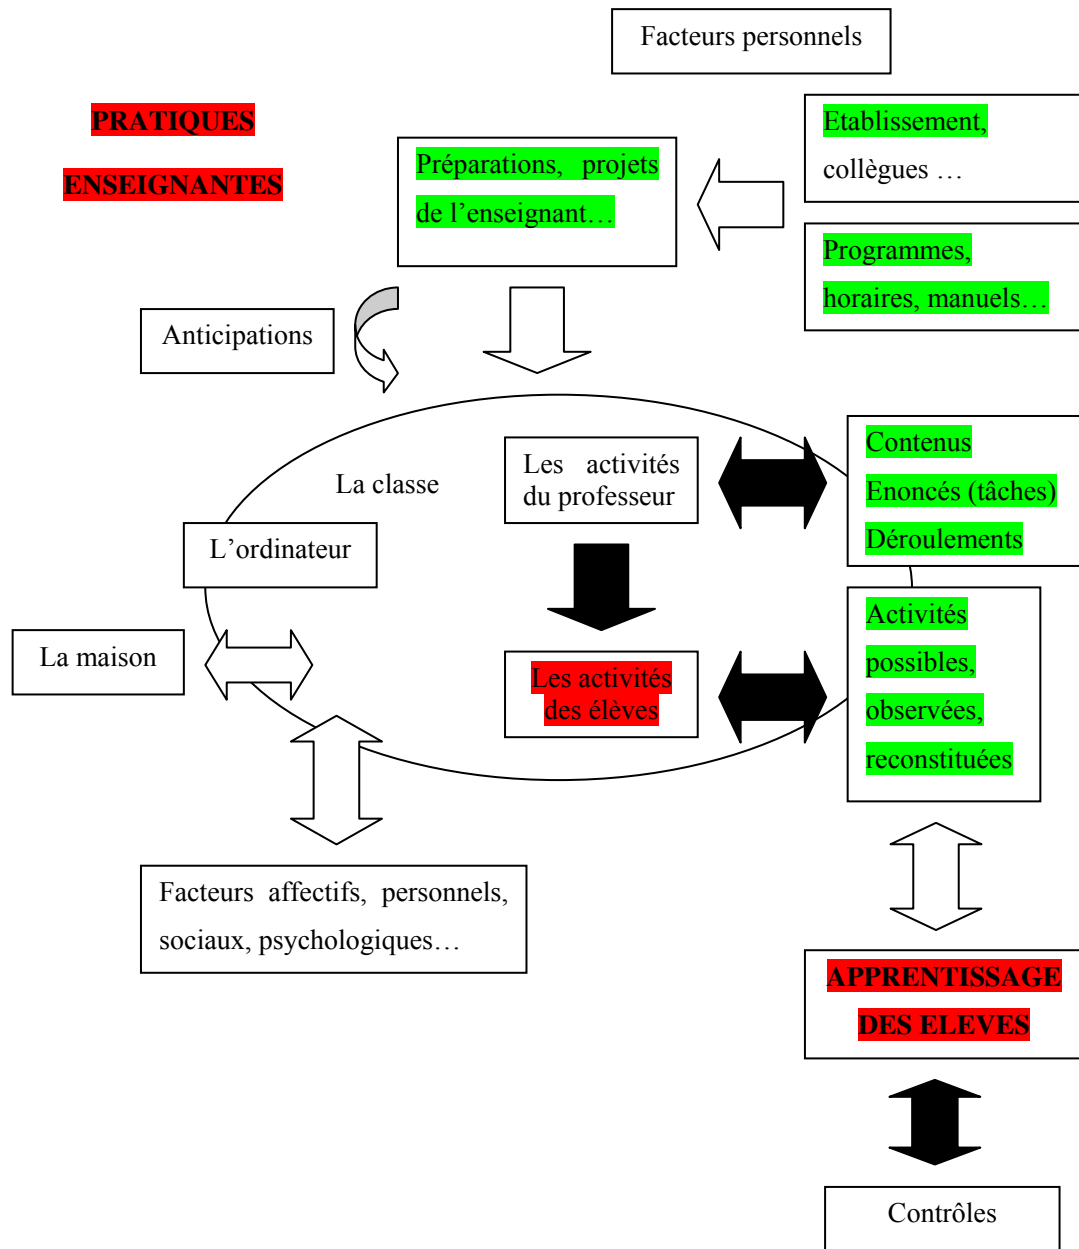 Facteurs personnels
PRATIQUES
ENSEIGNANTES
Etablissement,
collègues …
Préparations, projets
de l’enseignant…
Programmes,
horaires, manuels…
Anticipations
La classe
Les activités
du professeur
Contenus
Enoncés (tâches)
Déroulements
L’ordinateur
La maison
Les activités
des élèves
Activités
possibles,
observées,
reconstituées
Facteurs affectifs, personnels,
sociaux, psychologiques…
APPRENTISSAGE
DES ELEVES
Contrôles